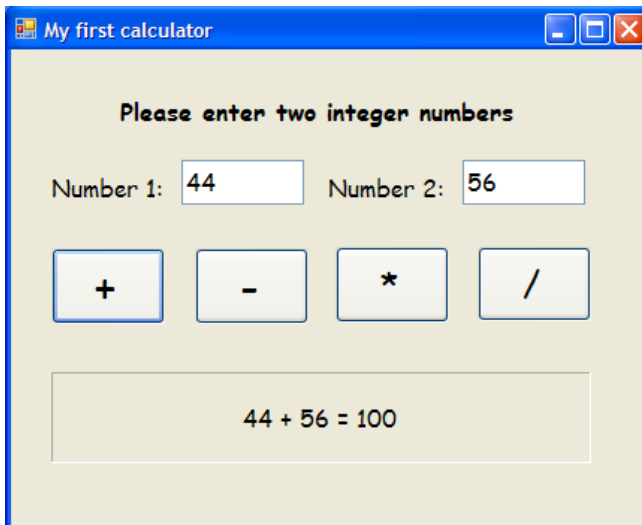 My first calculator
Please enter two integer numbers
Number 1: 44 Number 2: 56
+ - * /
44 + 56 = 100